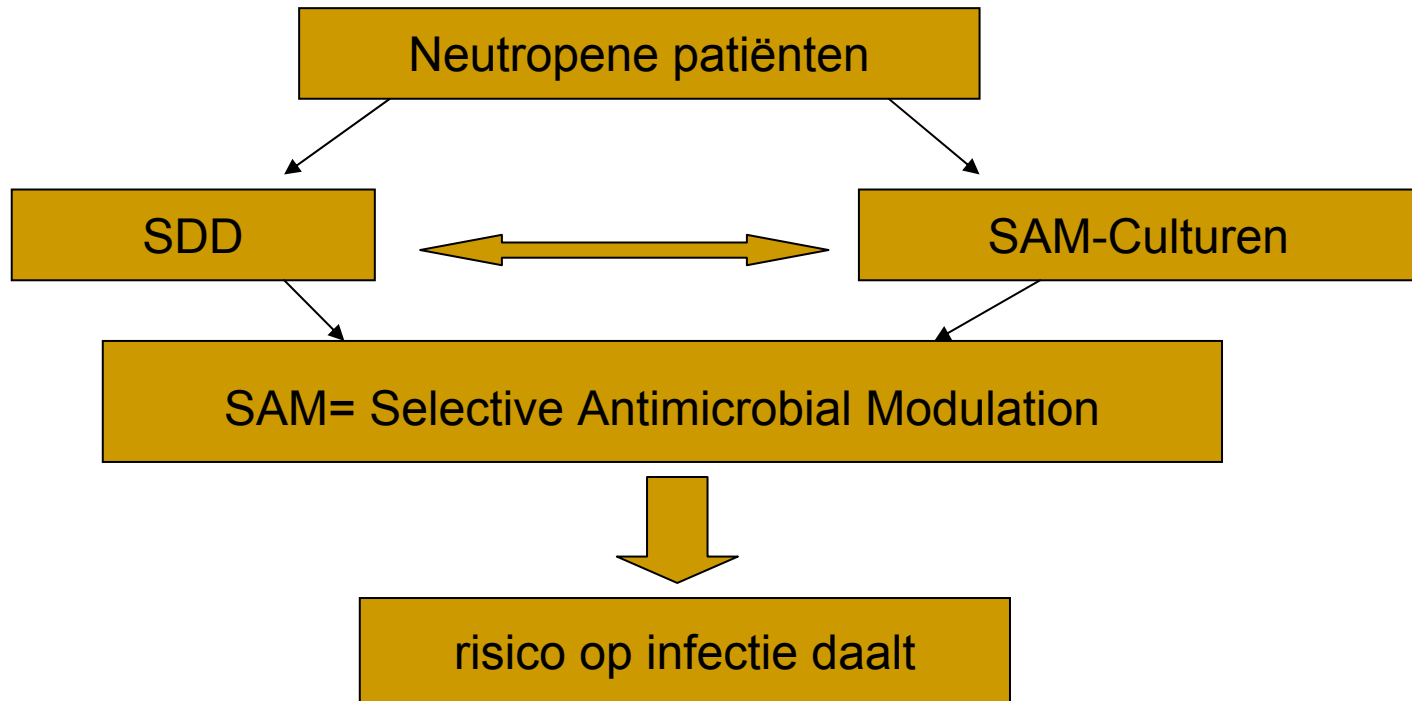 Neutropene patiënten
SDD
SAM-Culturen
SAM= Selective Antimicrobial Modulation
risico op infectie daalt